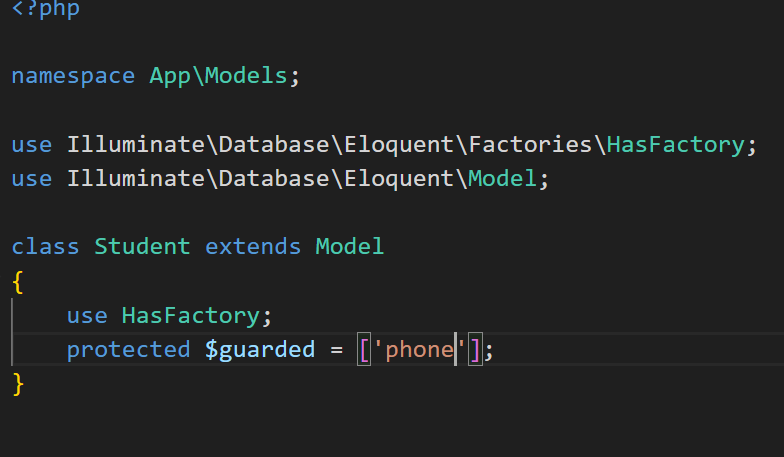 <?php
namespace App\Models;
use Illuminate\Database\Eloquent\Factories\HasFactory;
use Illuminate\Database\Eloquent\Model;
class Student extends Model
{
use HasFactory;
protected $guarded = ['phone'];
}